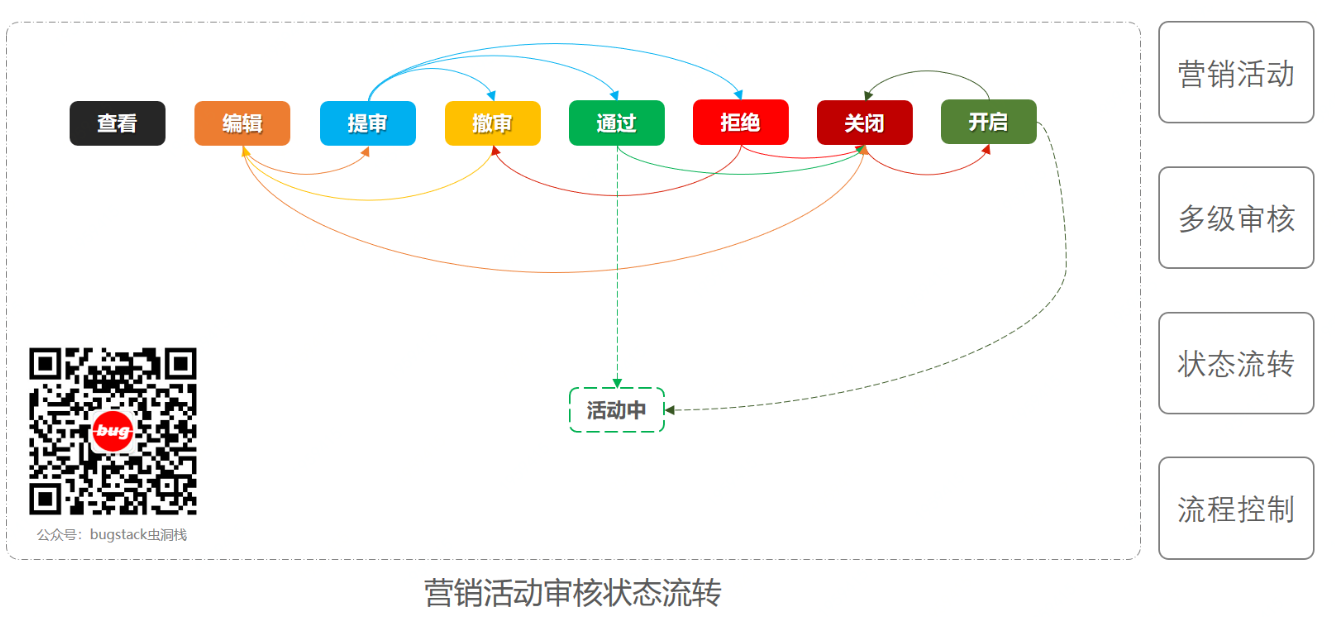 查看
编辑
提审
撤审
通过
拒绝
关闭
开启
活动中
bug
公众号：bugstack虫洞栈
营销活动审核状态流转
营销活动
多级审核
状态流转
流程控制